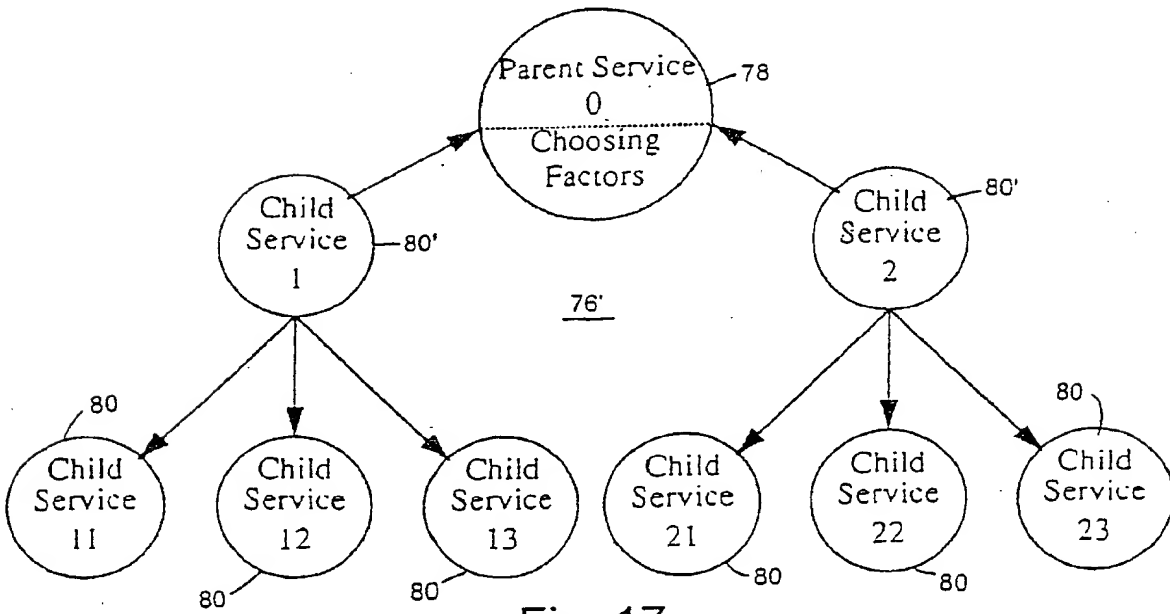 Parent Service
0
Choosing
Factors
78
Child
Service
1
80'
Child
Service
2
80'
76'
80
Child
Service
11
Child
Service
12
80
Child
Service
13
80
Child
Service
21
80
Child
Service
22
80
80
Child
Service
23
Fig. 17